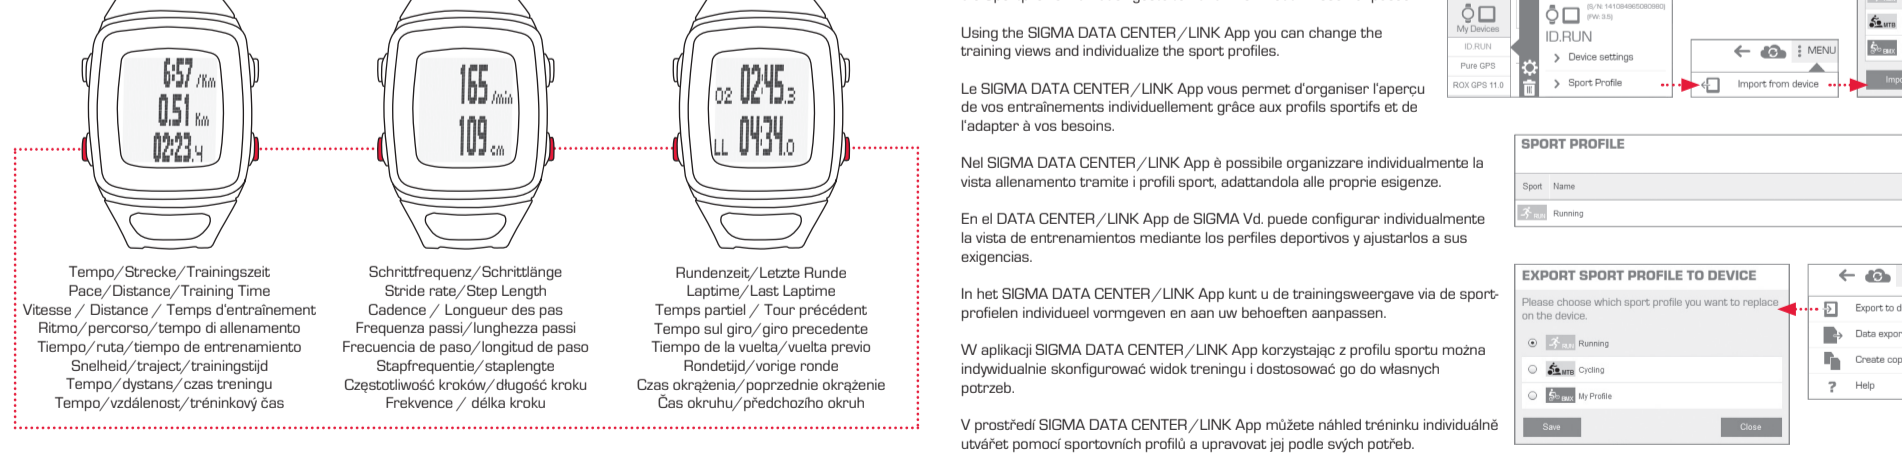 6:57 /Km
0.51 Km
02:23.4
165 /min
109 cm
02 02:45.3
LL 04:34.0
Tempo/Strecke/Trainingszeit
Pace/Distance/Training Time
Vitesse / Distance / Temps d'entraînement
Ritmo/percorso/tempo di allenamento
Tiempo/ruta/tiempo de entrenamiento
Snelheid/traject/trainingstijd
Tempo/dystans/czas treningu
Tempo/vzdálenost/tréninkový čas
Schrittfrequenz/Schrittlänge
Stride rate/Step Length
Cadence / Longueur des pas
Frequenza passi/lunghezza passi
Frecuencia de paso/longitud de paso
Stapfrequentie/staplengte
Częstotliwość kroków/długość kroku
Frekvence / délka kroku
Rundenzeit/Letzte Runde
Laptime/Last Laptime
Temps partiel / Tour précédent
Tempo sul giro/giro precedente
Tiempo de la vuelta/vuelta previo
Rondetijd/vorige ronde
Czas okrążenia/poprzednie okrążenie
Čas okruhu/předchozího okruh
Using the SIGMA DATA CENTER/LINK App you can change the
training views and individualize the sport profiles.
Le SIGMA DATA CENTER/LINK App vous permet d'organiser l'aperçu
de vos entraînements individuellement grâce aux profils sportifs et de
l'adapter à vos besoins.
Nel SIGMA DATA CENTER/LINK App è possibile organizzare individualmente la
vista allenamento tramite i profili sport, adattandola alle proprie esigenze.
En el DATA CENTER/LINK App de SIGMA Vd. puede configurar individualmente
la vista de entrenamientos mediante los perfiles deportivos y ajustarlos a sus
exigencias.
In het SIGMA DATA CENTER/LINK App kunt u de trainingsweergave via de sport-
profielen individueel vormgeven en aan uw behoeften aanpassen.
W aplikacji SIGMA DATA CENTER/LINK App korzystając z profilu sportu można
indywidualnie skonfigurować widok treningu i dostosować go do własnych
potrzeb.
V prostředí SIGMA DATA CENTER/LINK App můžete náhled tréninku individuálně
utvářet pomocí sportovních profilů a upravovat jej podle svých potřeb.
My Devices
ID.RUN
Pure GPS
ROX GPS 11.0
(S/N: 141094965080980)
(FW: 3.5)
ID.RUN
Device settings
Sport Profile
MENU
Import from device
MTB
BMX
Impo
SPORT PROFILE
Sport Name
RUN Running
EXPORT SPORT PROFILE TO DEVICE
Please choose which sport profile you want to replace
on the device.
RUN Running
MTB Cycling
BMX My Profile
Save Close
Export to d
Data expor
Create cop
? Help